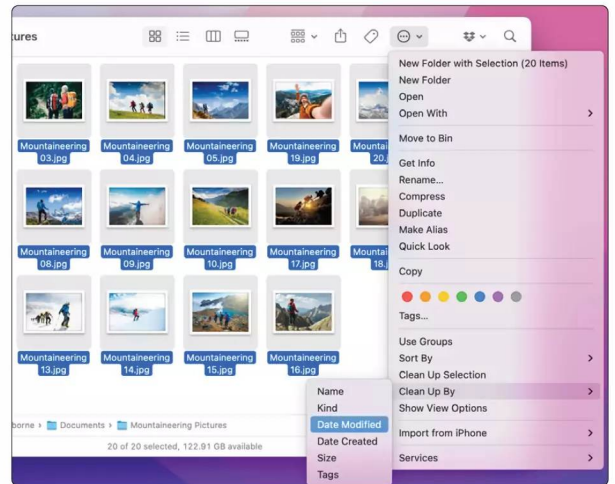 ures
New Folder with Selection (20 Items)
New Folder
Open
Open With
Move to Bin
Get Info
Rename...
Compress
Duplicate
Make Alias
Quick Look
Copy
Tags...
Use Groups
Sort By
Clean Up Selection
Clean Up By
Show View Options
Import from iPhone
Services
Mountaineering 03.jpg
Mountaineering 04.jpg
Mountaineering 05.jpg
Mountaineering 19.jpg
Mountai 20.j
Mountaineering 08.jpg
Mountaineering 09.jpg
Mountaineering 10.jpg
Mountaineering 17.jpg
Mountai 18.j
Mountaineering 13.jpg
Mountaineering 14.jpg
Mountaineering 15.jpg
Mountaineering 16.jpg
Name
Kind
Date Modified
Date Created
Size
Tags
borne › Documents › Mountaineering Pictures
20 of 20 selected, 122.91 GB available